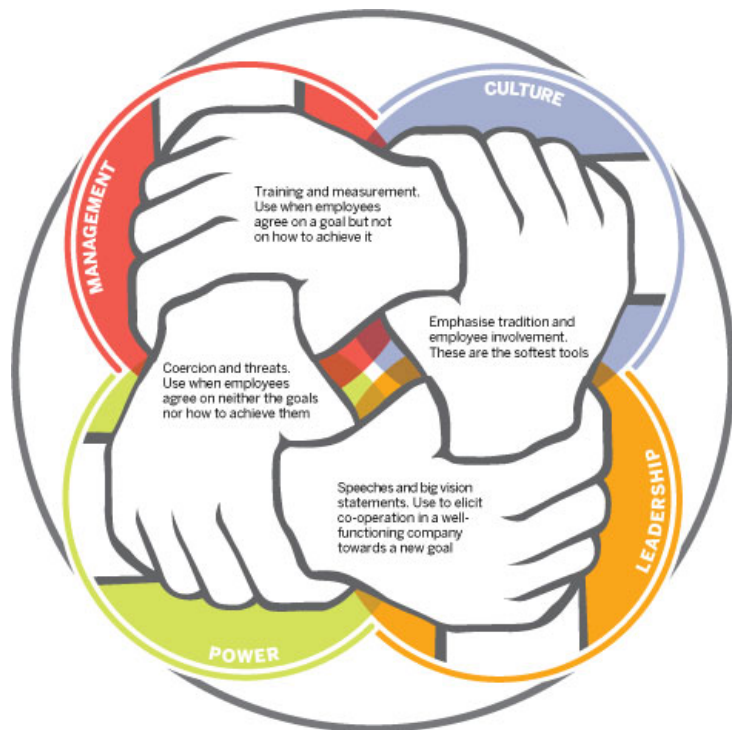 MANAGEMENT
Training and measurement.
Use when employees
agree on a goal but not
on how to achieve it
CULTURE
Emphasise tradition and
employee involvement.
These are the softest tools
Coercion and threats.
Use when employees
agree on neither the goals
nor how to achieve them
POWER
Speeches and big vision
statements. Use to elicit
co-operation in a well-
functioning company
towards a new goal
LEADERSHIP